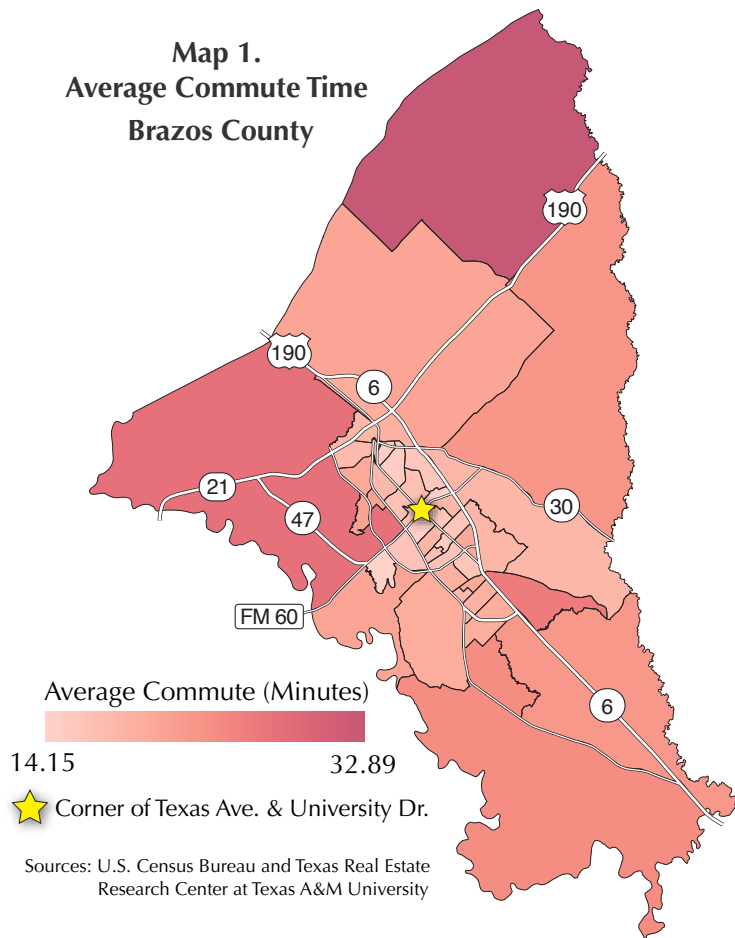 Map 1.
Average Commute Time
Brazos County
190
190
6
21
47
30
FM 60
6
Average Commute (Minutes)
14.15 32.89
Corner of Texas Ave. & University Dr.
Sources: U.S. Census Bureau and Texas Real Estate
Research Center at Texas A&M University